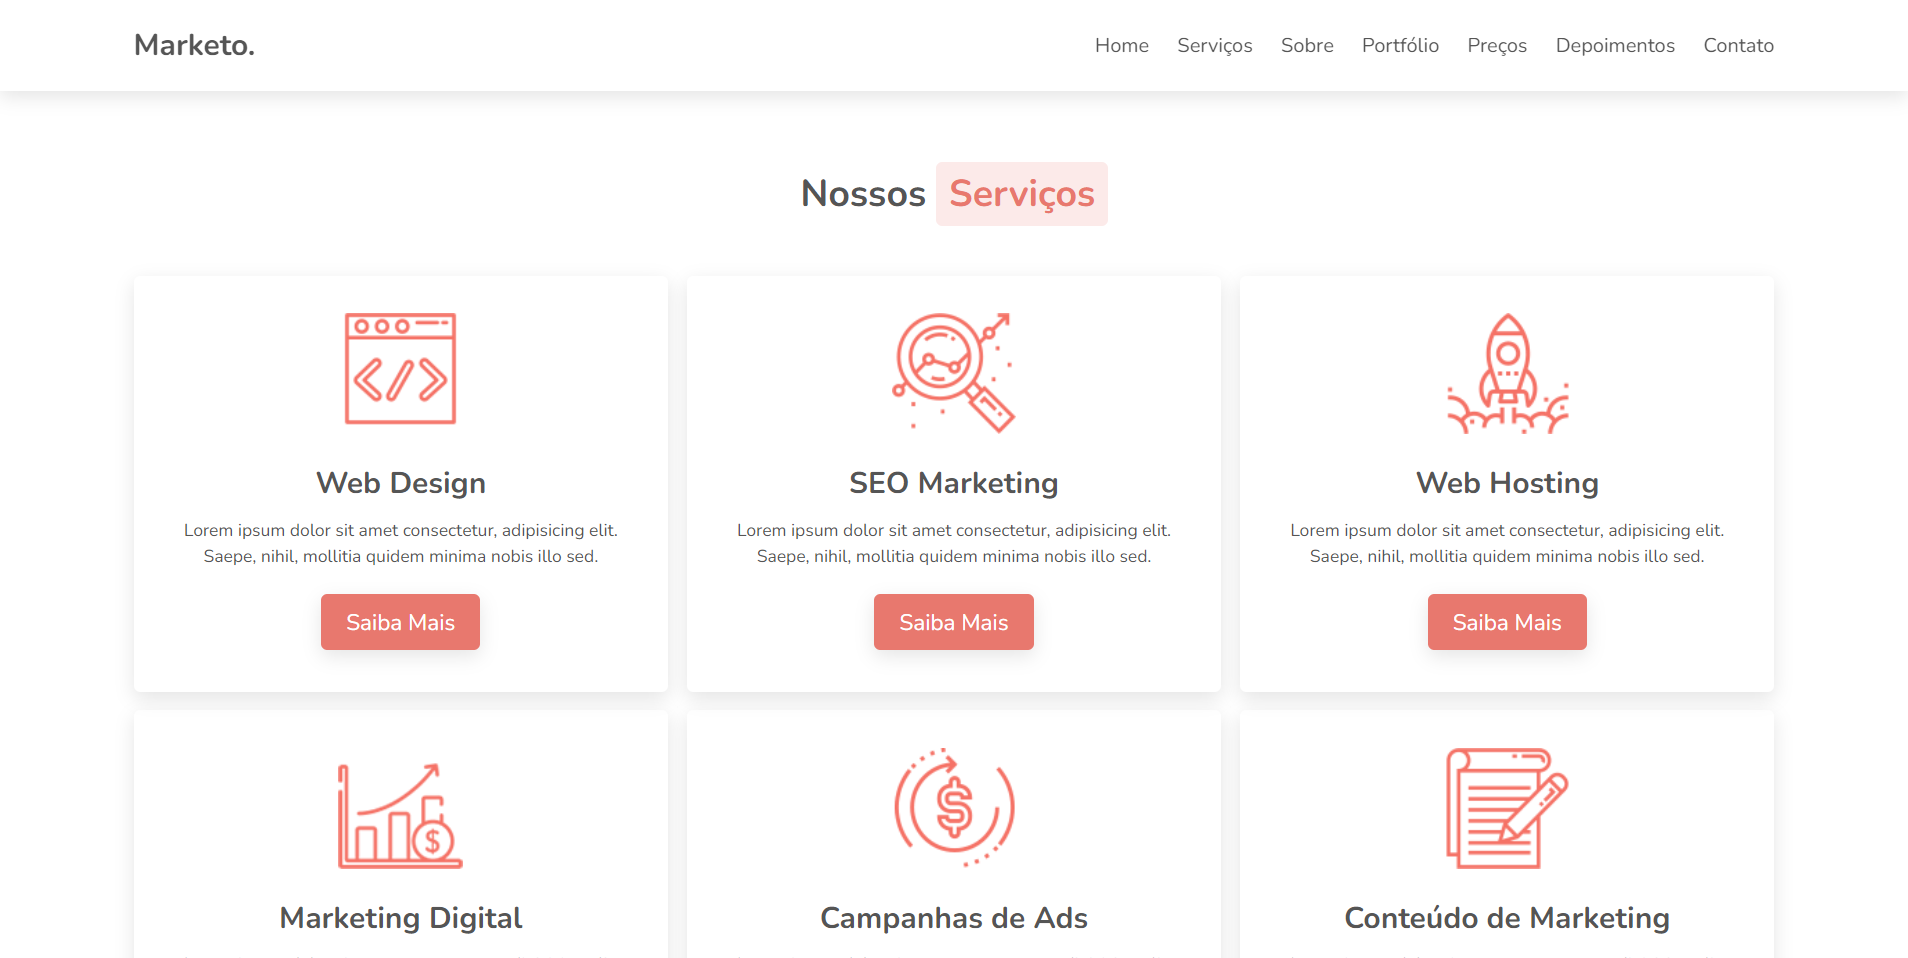 Marketo.
Home Serviços Sobre Portfólio Preços Depoimentos Contato
Nossos Serviços
Web Design
Lorem ipsum dolor sit amet consectetur, adipisicing elit.
Saepe, nihil, mollitia quidem minima nobis illo sed.
Saiba Mais
SEO Marketing
Lorem ipsum dolor sit amet consectetur, adipisicing elit.
Saepe, nihil, mollitia quidem minima nobis illo sed.
Saiba Mais
Web Hosting
Lorem ipsum dolor sit amet consectetur, adipisicing elit.
Saepe, nihil, mollitia quidem minima nobis illo sed.
Saiba Mais
$
Marketing Digital
$
Campanhas de Ads
Conteúdo de Marketing